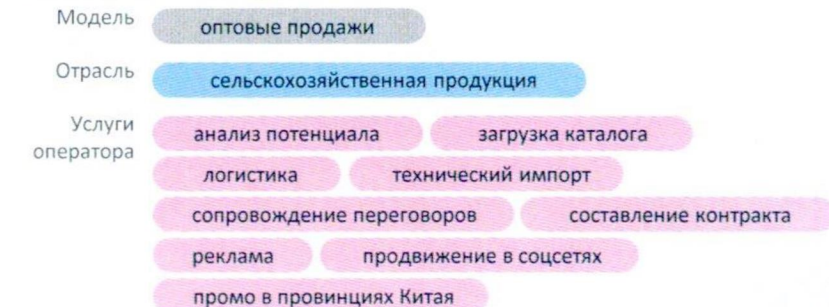 Модель оптовые продажи
Отрасль сельскохозяйственная продукция
Услуги оператора анализ потенциала загрузка каталога
логистика технический импорт
сопровождение переговоров составление контракта
реклама продвижение в соцсетях
промо в провинциях Китая